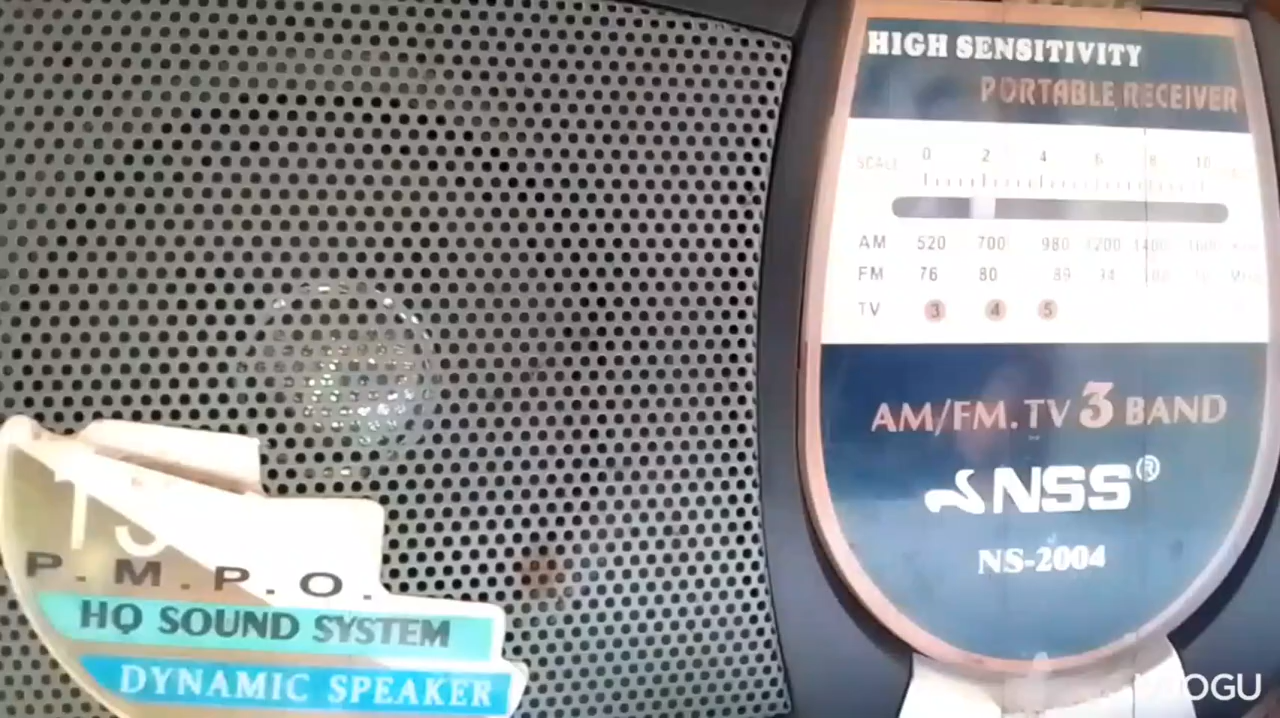 HIGH SENSITIVITY
PORTABLE RECEIVER
SCALE 0 2 4 6 8 10
AM 520 700 980 1200 1400
FM 76 80 89
TV 3 4 5
AM/FM.TV 3 BAND
NSS®
NS-2004
P.M.P.O.
HQ SOUND SYSTEM
DYNAMIC SPEAKER